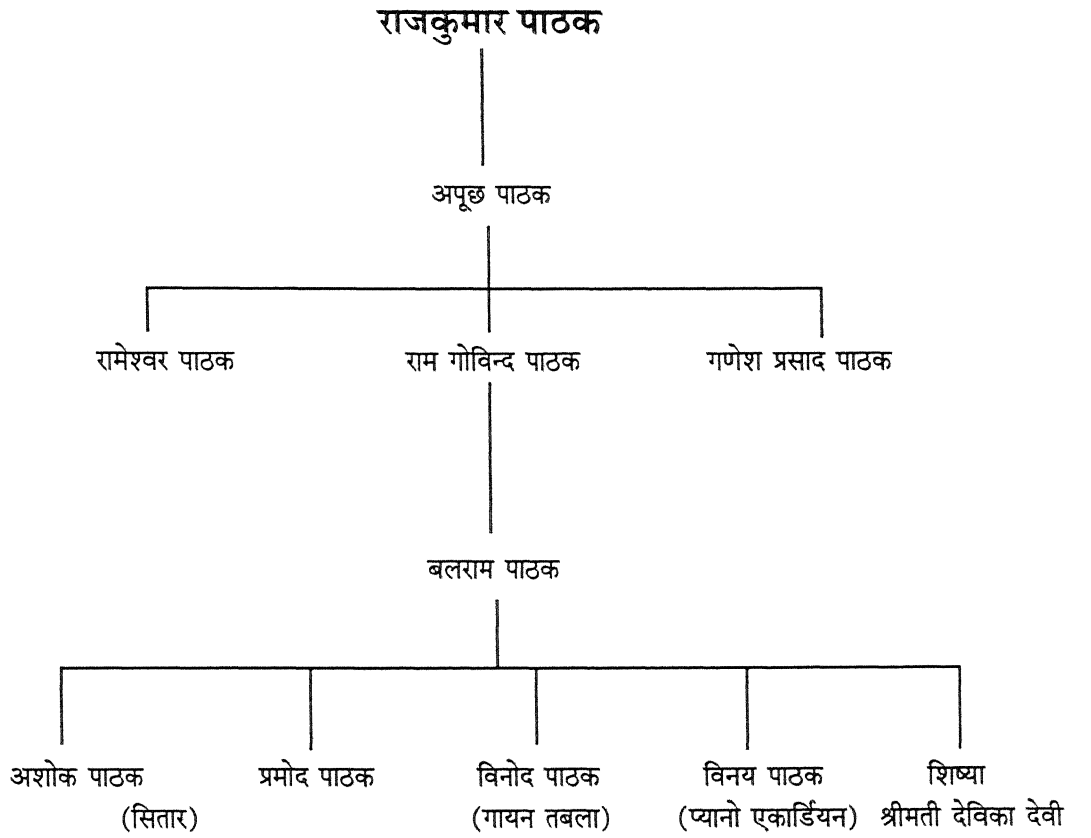 राजकुमार पाठक
अपूछ पाठक
रामेश्वर पाठक राम गोविन्द पाठक गणेश प्रसाद पाठक
बलराम पाठक
अशोक पाठक प्रमोद पाठक विनोद पाठक विनय पाठक शिष्या
(सितार) (गायन तबला) (प्यानो एकार्डियन) श्रीमती देविका देवी